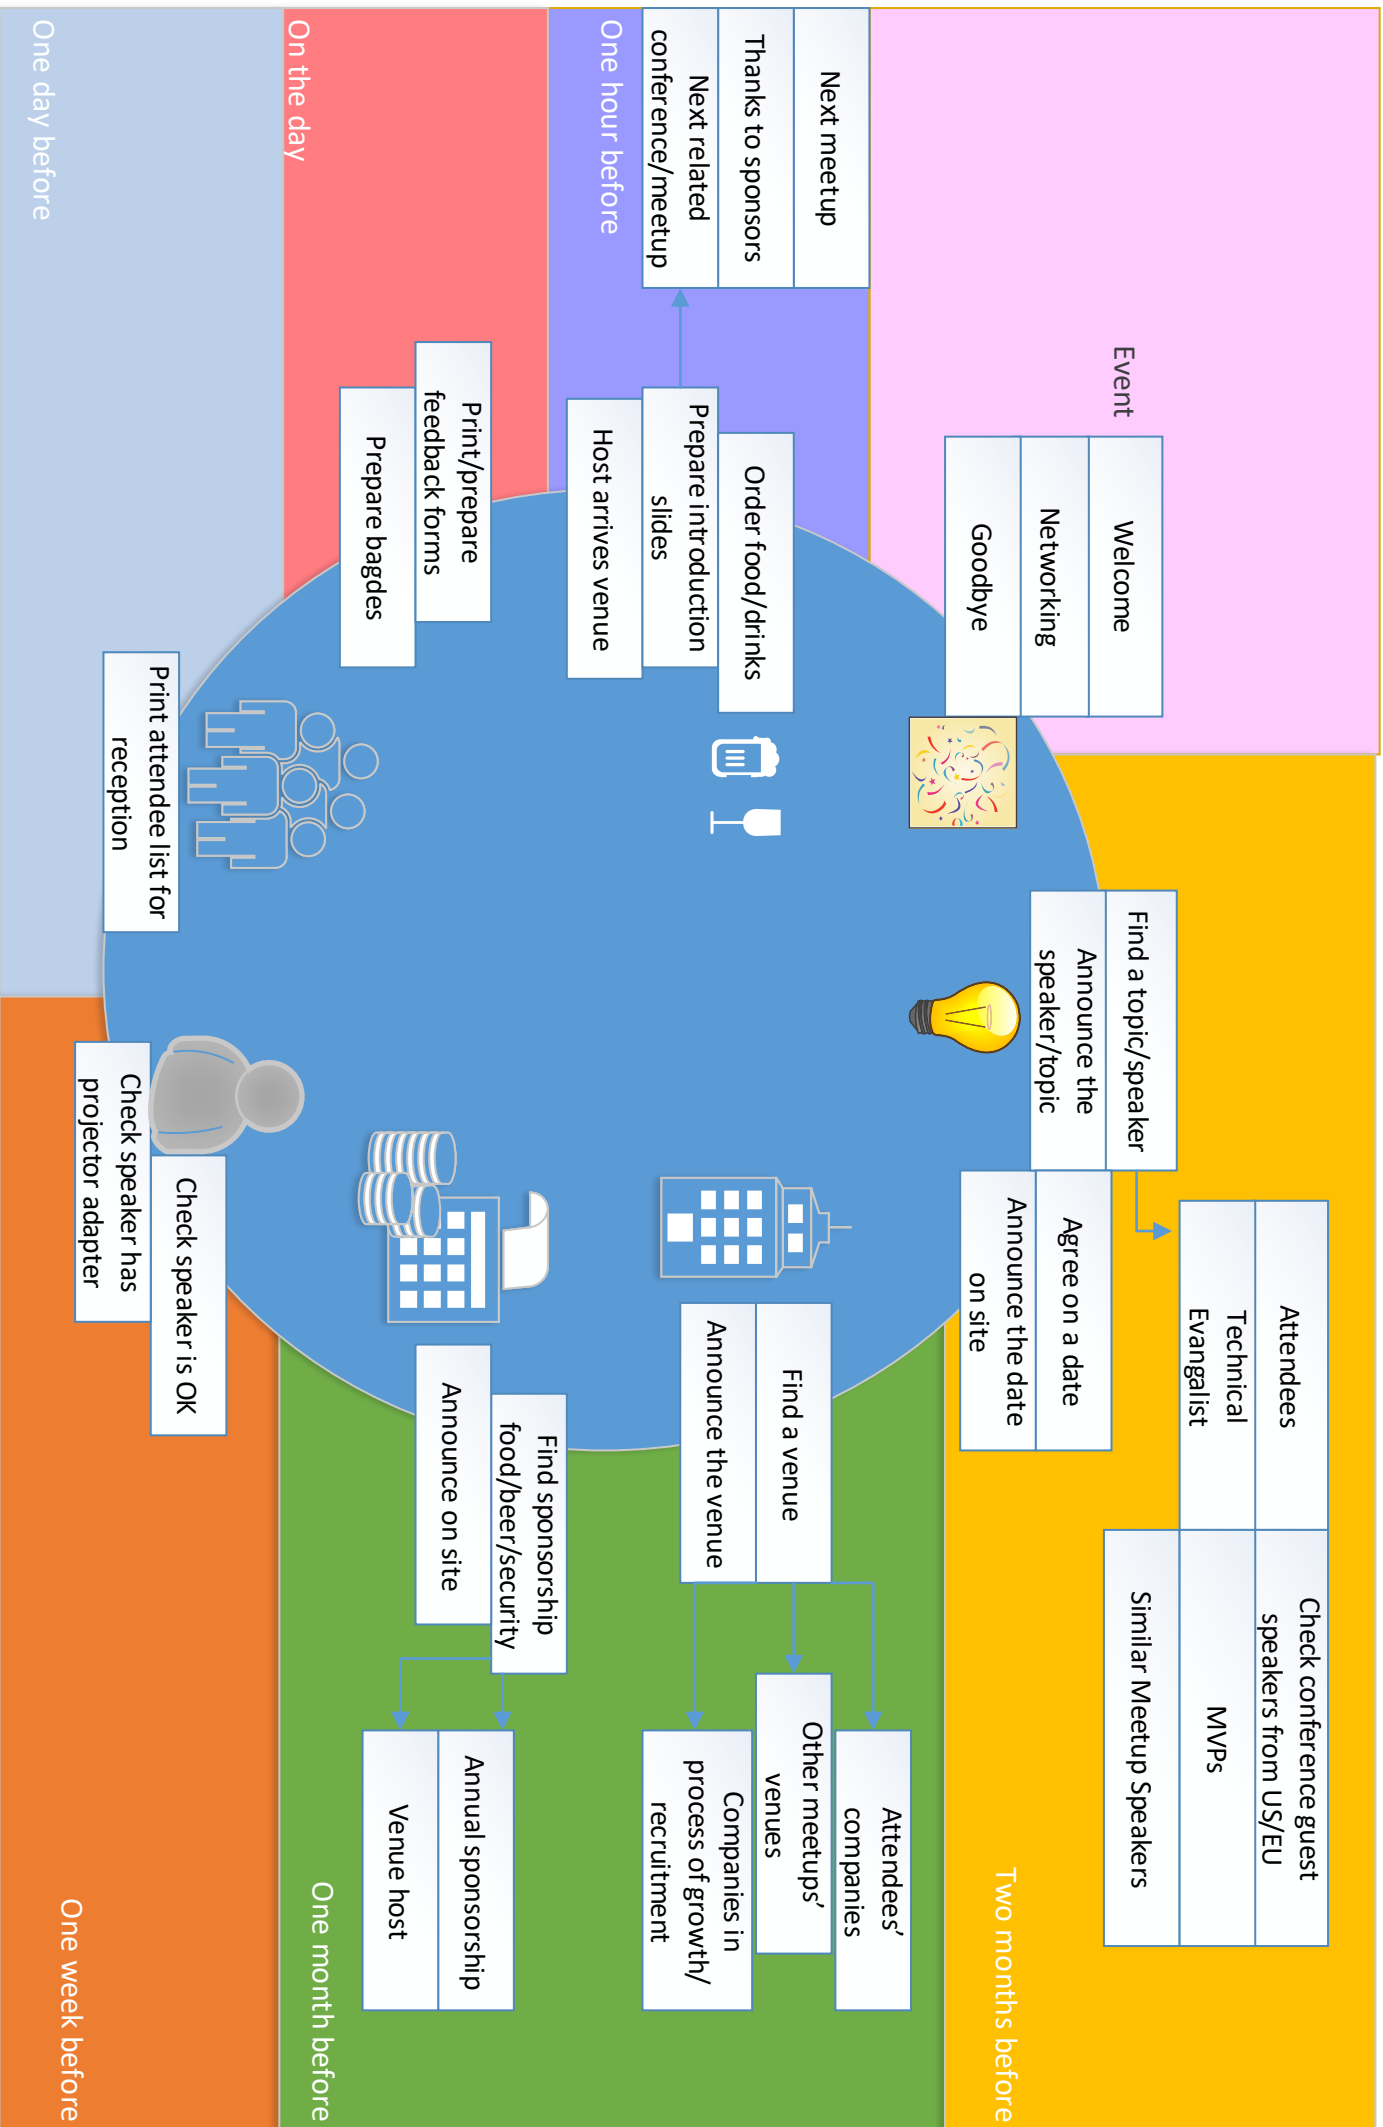 Event
Welcome
Networking
Goodbye
Find a topic/speaker
Announce the
speaker/topic
Agree on a date
Announce the date
on site
Attendees
Technical
Evangalist
Check conference guest
speakers from US/EU
MVPs
Similar Meetup Speakers
Two months before
Find a venue
Announce the venue
Attendees’
companies
Other meetups’
venues
Companies in
process of growth/
recruitment
Find sponsorship
food/beer/security
Announce on site
Annual sponsorship
Venue host
One month before
Check speaker is OK
Check speaker has
projector adapter
One week before
Print attendee list for
reception
One day before
Print/prepare
feedback forms
Prepare bagdes
On the day
Order food/drinks
Prepare introduction
slides
Host arrives venue
Next meetup
Thanks to sponsors
Next related
conference/meetup
One hour before